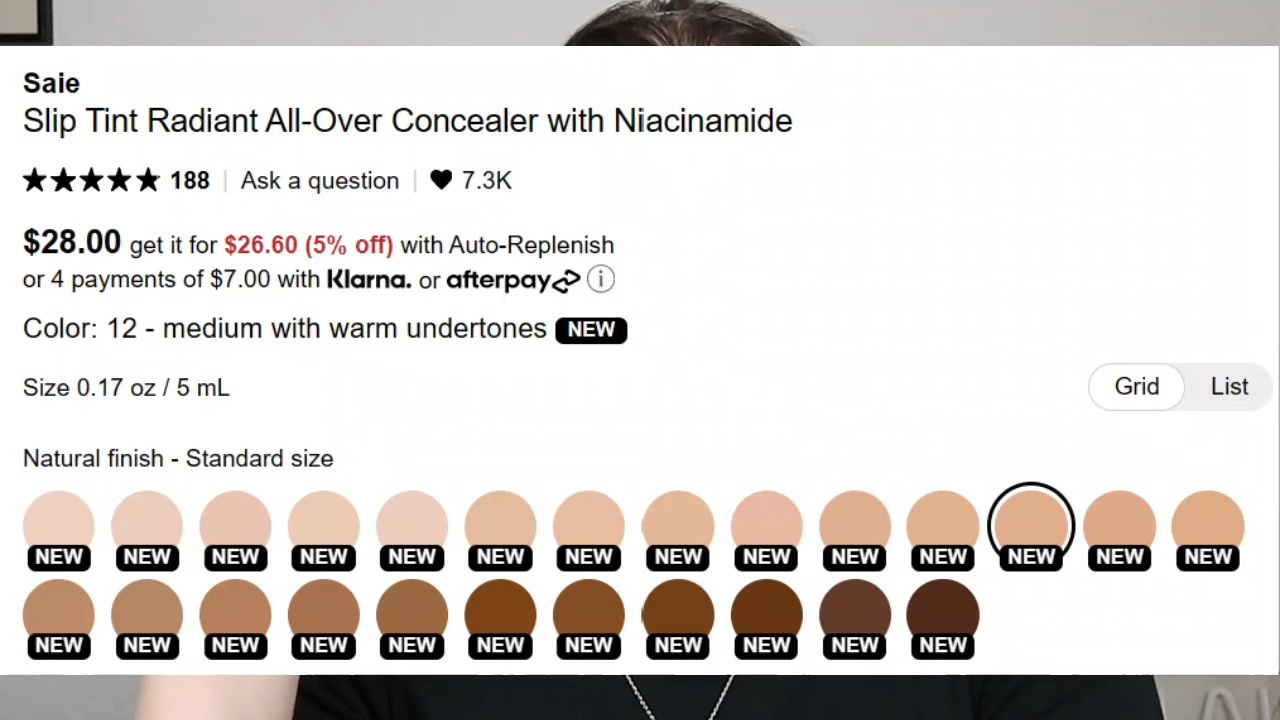 Saie
Slip Tint Radiant All-Over Concealer with Niacinamide
188 | Ask a question | 7.3K
$28.00 get it for $26.60 (5% off) with Auto-Replenish
or 4 payments of $7.00 with Klarna. or afterpay
Color: 12 - medium with warm undertones NEW
Size 0.17 oz / 5 mL
Grid List
Natural finish - Standard size
NEW NEW NEW NEW NEW NEW NEW NEW NEW NEW NEW NEW NEW NEW
NEW NEW NEW NEW NEW NEW NEW NEW NEW NEW NEW